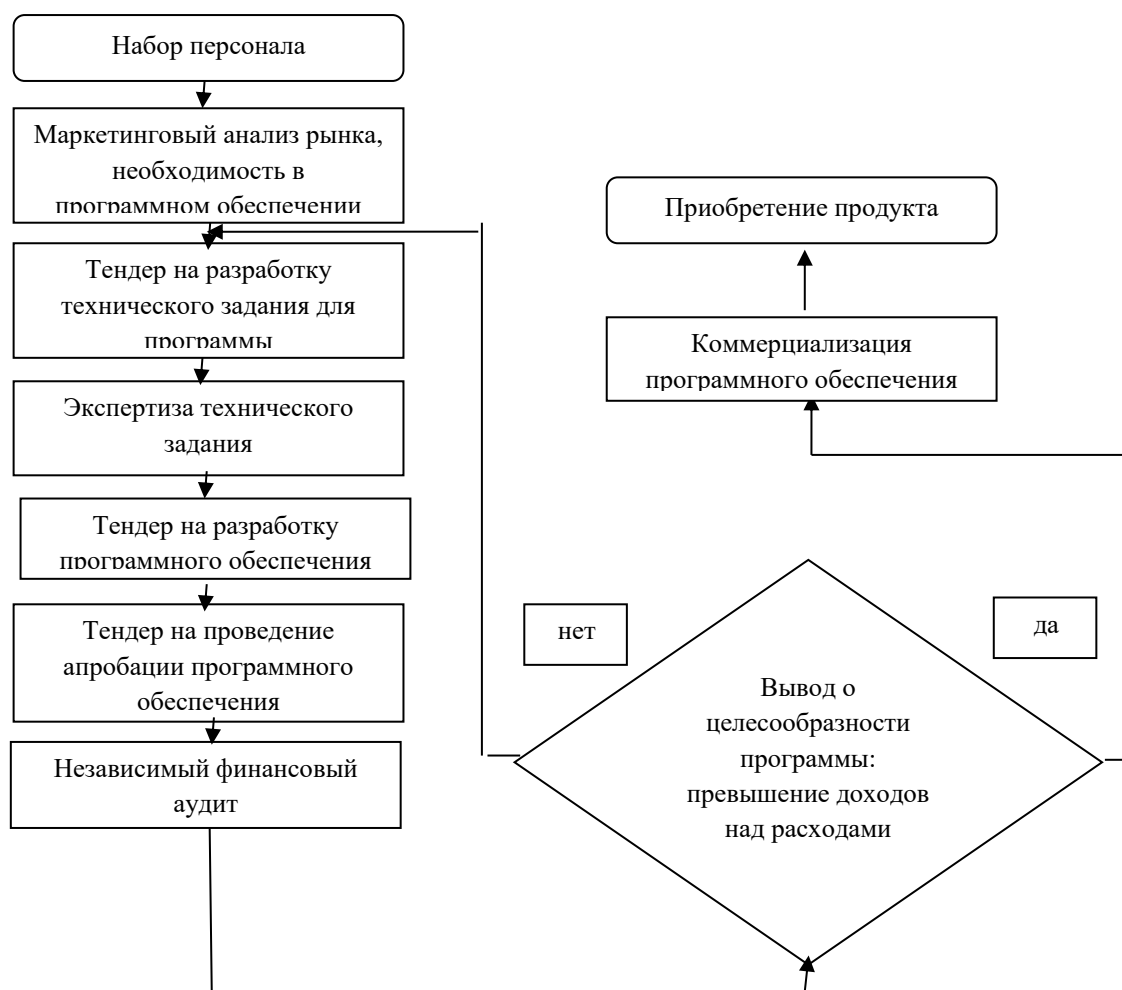 Набор персонала
Маркетинговый анализ рынка,
необходимость в
программном обеспечении
Тендер на разработку
технического задания для
программы
Экспертиза технического
задания
Тендер на разработку
программного обеспечения
Тендер на проведение
апробации программного
обеспечения
Независимый финансовый
аудит
Приобретение продукта
Коммерциализация
программного обеспечения
нет
да
Вывод о
целесообразности
программы:
превышение доходов
над расходами